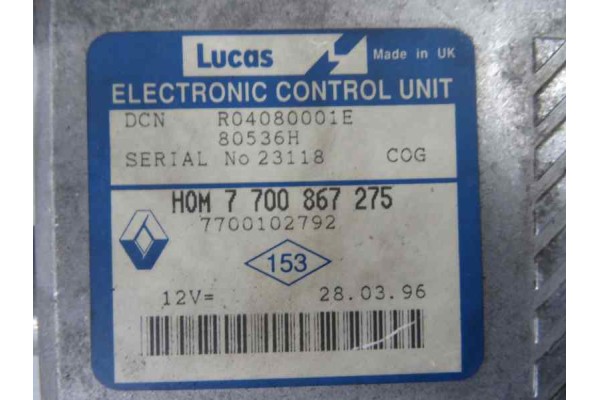 Lucas Made in UK
ELECTRONIC CONTROL UNIT
DCN R04080001E
80536H
SERIAL No 23118 COG
HOM 7 700 867 275
7700102792
153
12V= 28.03.96